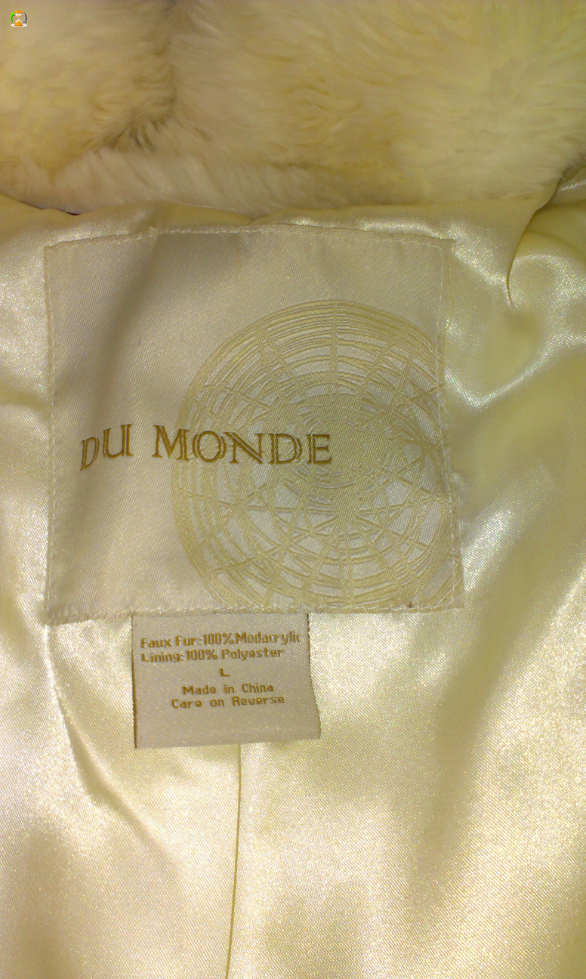 DU MONDE
Faux Fur:100%Modacrylic
Lining:100% Polyester
L
Made in China
Care on Reverse